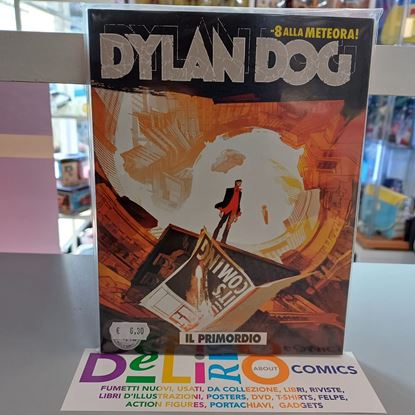 -8 ALLA METEORA!
DYLAN DOG
IT'S
COMING
€ 6,30
IL PRIMORDIO
DeLiRiO
ABOUT
COMICS
FUMETTI NUOVI, USATI, DA COLLEZIONE, LIBRI, RIVISTE,
LIBRI D'ILLUSTRAZIONI, POSTERS, DVD, T-SHIRTS, FELPE,
ACTION FIGURES, PORTACHIAVI, GADGETS